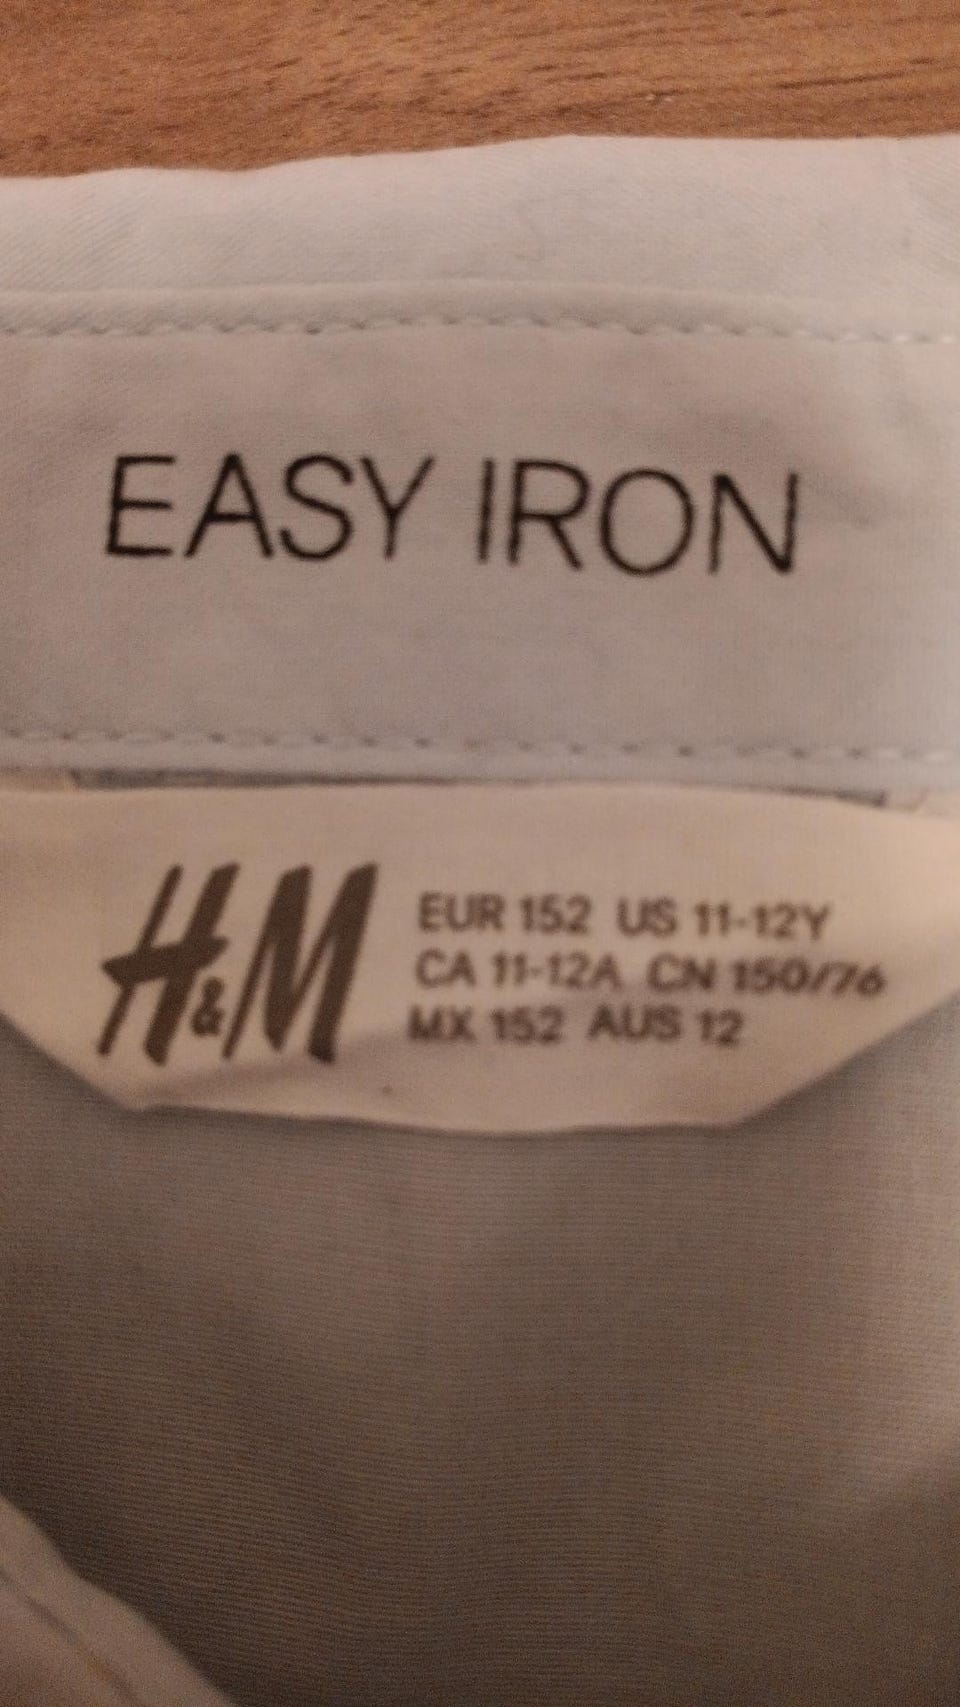 EASY IRON
H&M
EUR 152 US 11-12Y
CA 11-12A CN 150/76
MX 152 AUS 12